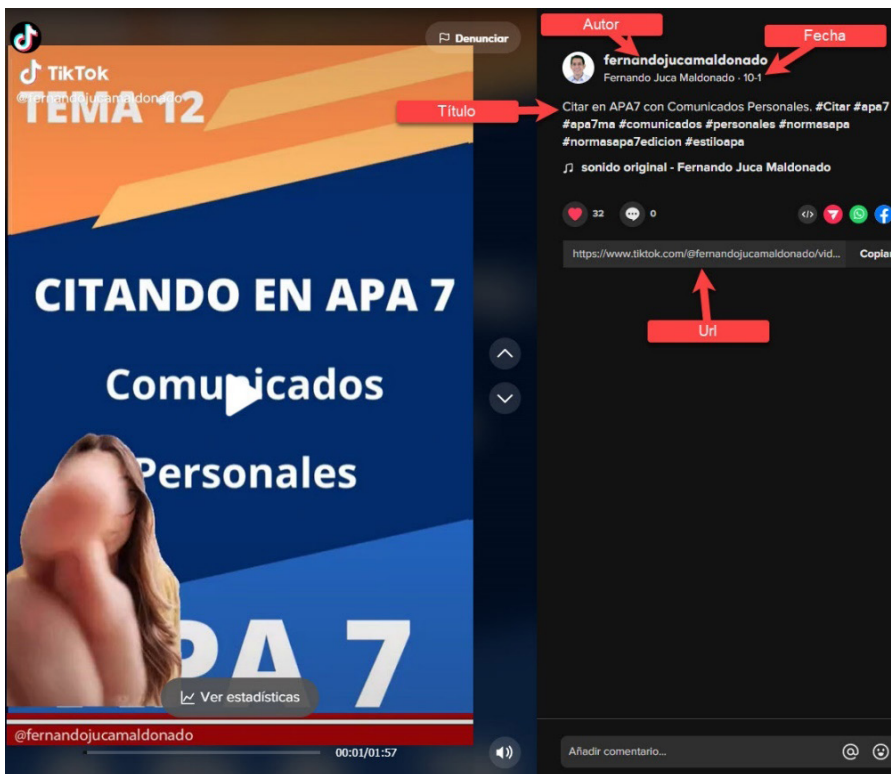 Denunciar
TikTok
@fernandojucamaldonado
TEMA 12
CITANDO EN APA 7
Comunicados
Personales
APA 7
Ver estadísticas
@fernandojucamaldonado
00:01/01:57
Autor
Fecha
fernandojucamaldonado
Fernando Juca Maldonado · 10-1
Título
Citar en APA7 con Comunicados Personales. #Citar #apa7
#apa7ma #comunicados #personales #normasapa
#normasapa7edicion #estiloapa
sonido original - Fernando Juca Maldonado
32
0
https://www.tiktok.com/@fernandojucamaldonado/vid...
Copiar
Url
Añadir comentario...